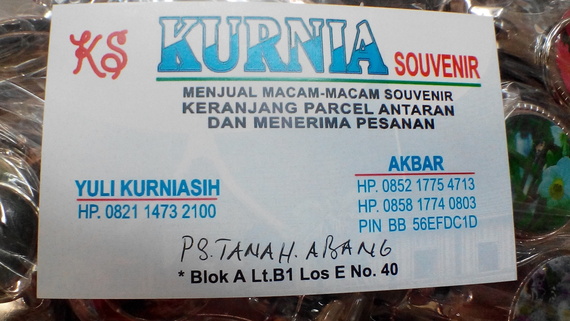 KS KURNIA SOUVENIR
MENJUAL MACAM-MACAM SOUVENIR
KERANJANG PARCEL ANTARAN
DAN MENERIMA PESANAN
YULI KURNIASIH
HP. 0821 1473 2100
AKBAR
HP. 0852 1775 4713
HP. 0858 1774 0803
PIN BB 56EFDC1D
PS. TANAH. ABANG
* Blok A Lt.B1 Los E No. 40